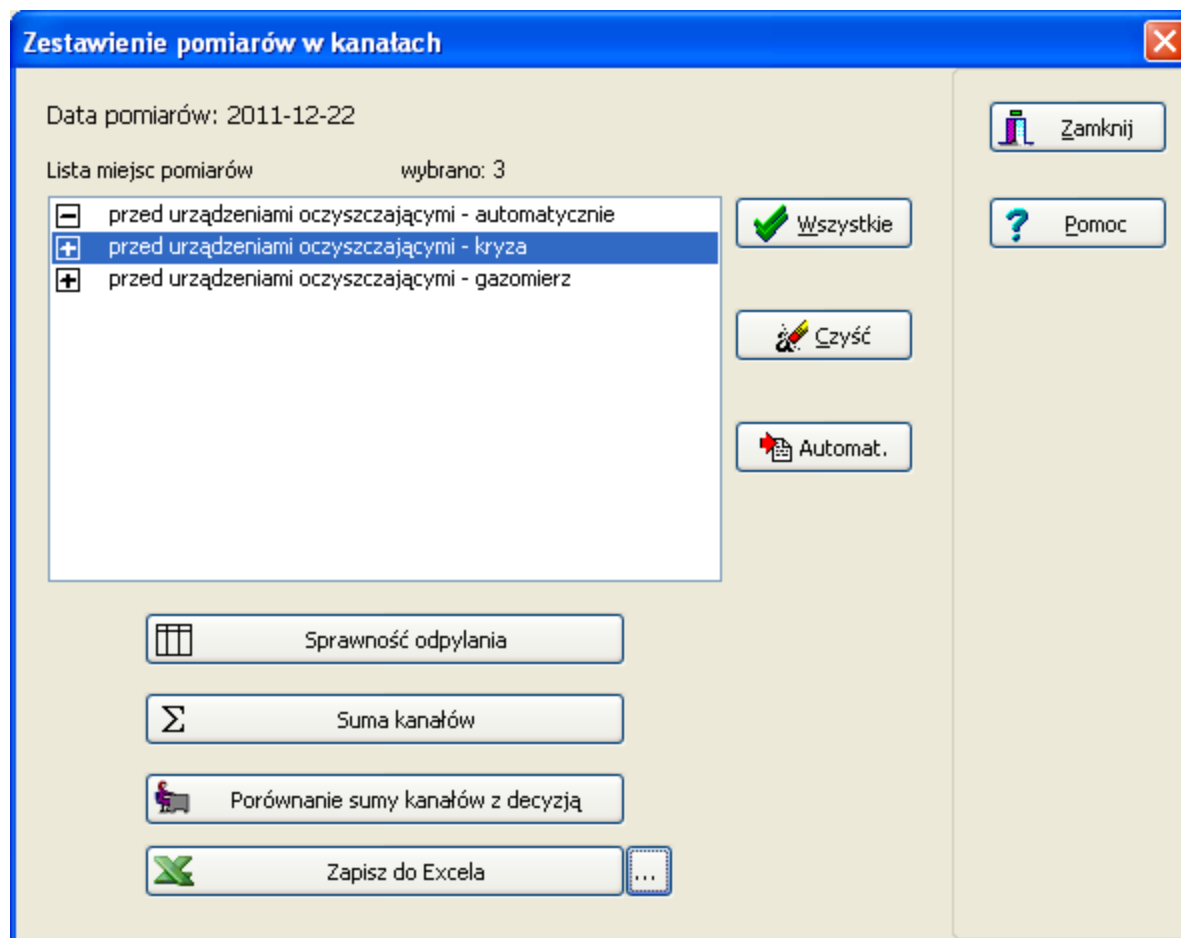 Zestawienie pomiarów w kanałach
Data pomiarów: 2011-12-22
Lista miejsc pomiarów wybrano: 3
przed urządzeniami oczyszczającymi - automatycznie
przed urządzeniami oczyszczającymi - kryza
przed urządzeniami oczyszczającymi - gazomierz
Wszystkie
Czyść
Automat.
Zamknij
Pomoc
Sprawność odpylania
Suma kanałów
Porównanie sumy kanałów z decyzją
Zapisz do Excela ...